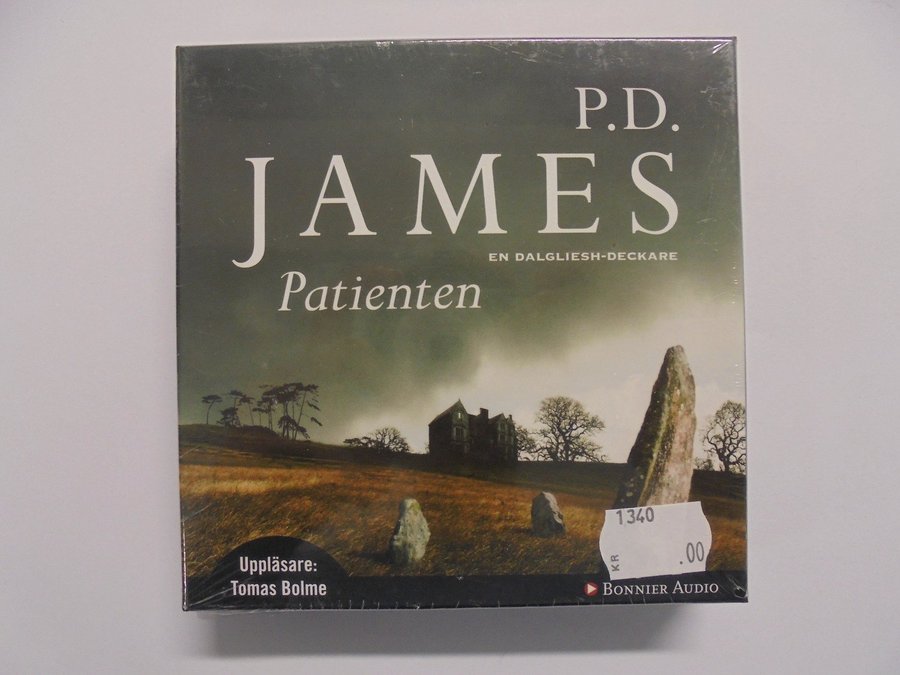 P.D.
JAMES
EN DALGLIESH-DECKARE
Patienten
1340
KR
.00
Uppläsare:
Tomas Bolme
BONNIER AUDIO